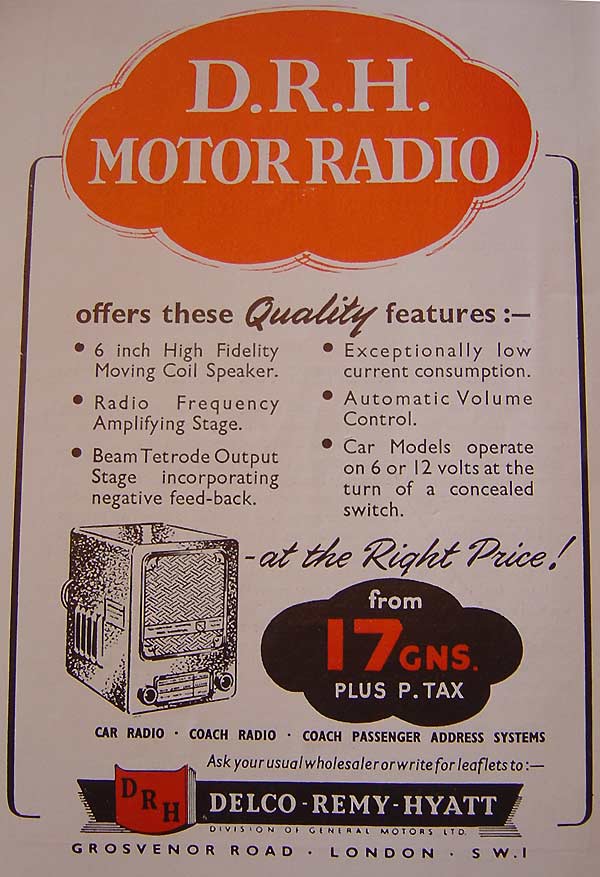 D.R.H.
MOTOR RADIO
offers these Quality features :—
• 6 inch High Fidelity
Moving Coil Speaker.
• Radio Frequency
Amplifying Stage.
• Beam Tetrode Output
Stage incorporating
negative feed-back.
• Exceptionally low
current consumption.
• Automatic Volume
Control.
• Car Models operate
on 6 or 12 volts at the
turn of a concealed
switch.
- at the Right Price!
from
17 GNS.
PLUS P. TAX
CAR RADIO · COACH RADIO · COACH PASSENGER ADDRESS SYSTEMS
Ask your usual wholesaler or write for leaflets to :—
DRH
DELCO-REMY-HYATT
DIVISION OF GENERAL MOTORS LTD.
GROSVENOR ROAD · LONDON · S W.1